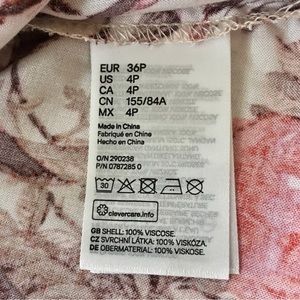 EUR 36P
US 4P
CA 4P
CN 155/84A
MX 4P
Made in China
Fabriqué en Chine
Hecho en China
O/N 290238
P/N 0787285 0
30
clevercare.info
GB SHELL: 100% VISCOSE.
CZ SVRCHNÍ LÁTKA: 100% VISKÓZA.
DE OBERMATERIAL: 100% VISKOSE.